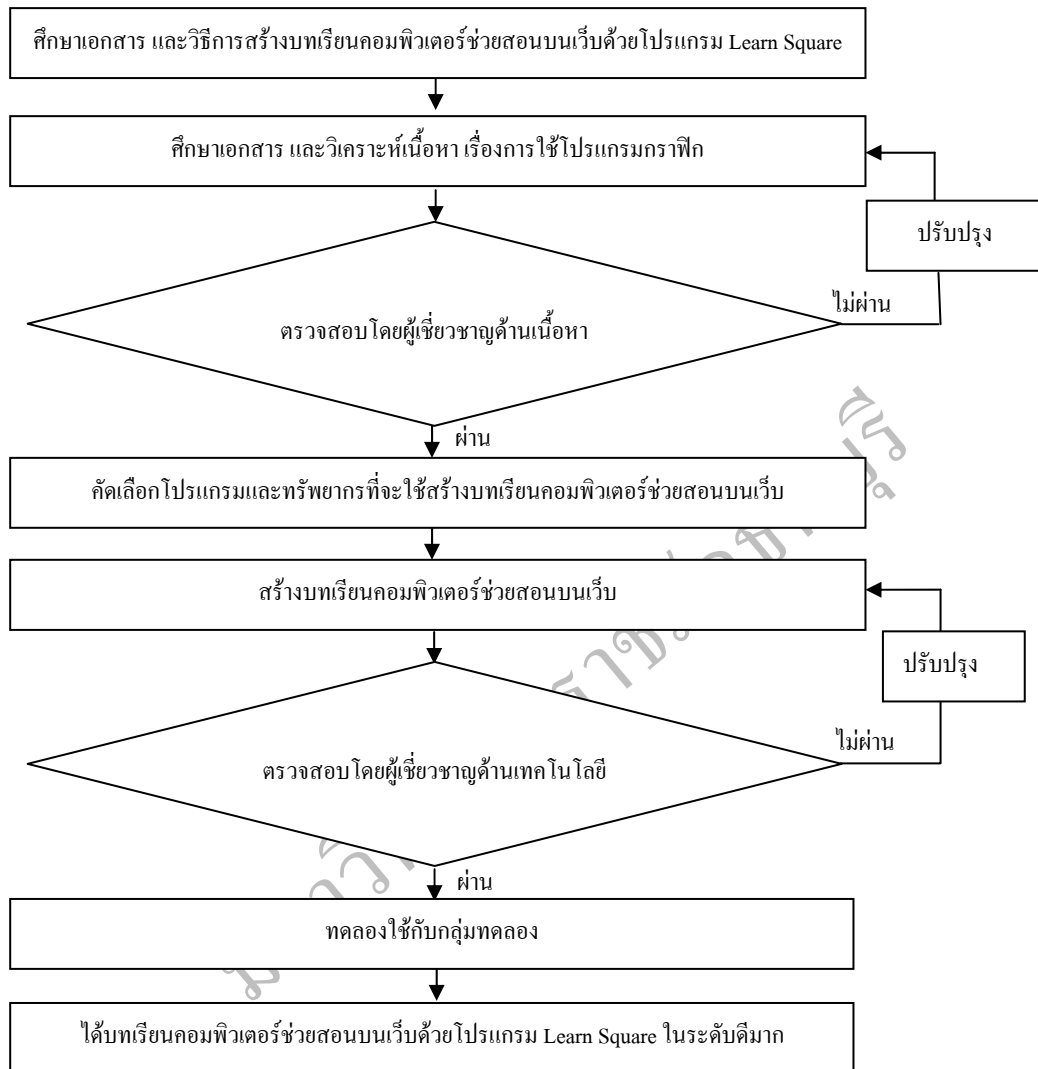 ศึกษาเอกสาร และวิธีการสร้างบทเรียนคอมพิวเตอร์ช่วยสอนบนเว็บด้วยโปรแกรม Learn Square
ศึกษาเอกสาร และวิเคราะห์เนื้อหา เรื่องการใช้โปรแกรมกราฟิก
ปรับปรุง
ไม่ผ่าน
ตรวจสอบโดยผู้เชี่ยวชาญด้านเนื้อหา
ผ่าน
คัดเลือกโปรแกรมและทรัพยากรที่จะใช้สร้างบทเรียนคอมพิวเตอร์ช่วยสอนบนเว็บ
สร้างบทเรียนคอมพิวเตอร์ช่วยสอนบนเว็บ
ปรับปรุง
ไม่ผ่าน
ตรวจสอบโดยผู้เชี่ยวชาญด้านเทคโนโลยี
ผ่าน
ทดลองใช้กับกลุ่มทดลอง
ได้บทเรียนคอมพิวเตอร์ช่วยสอนบนเว็บด้วยโปรแกรม Learn Square ในระดับดีมาก